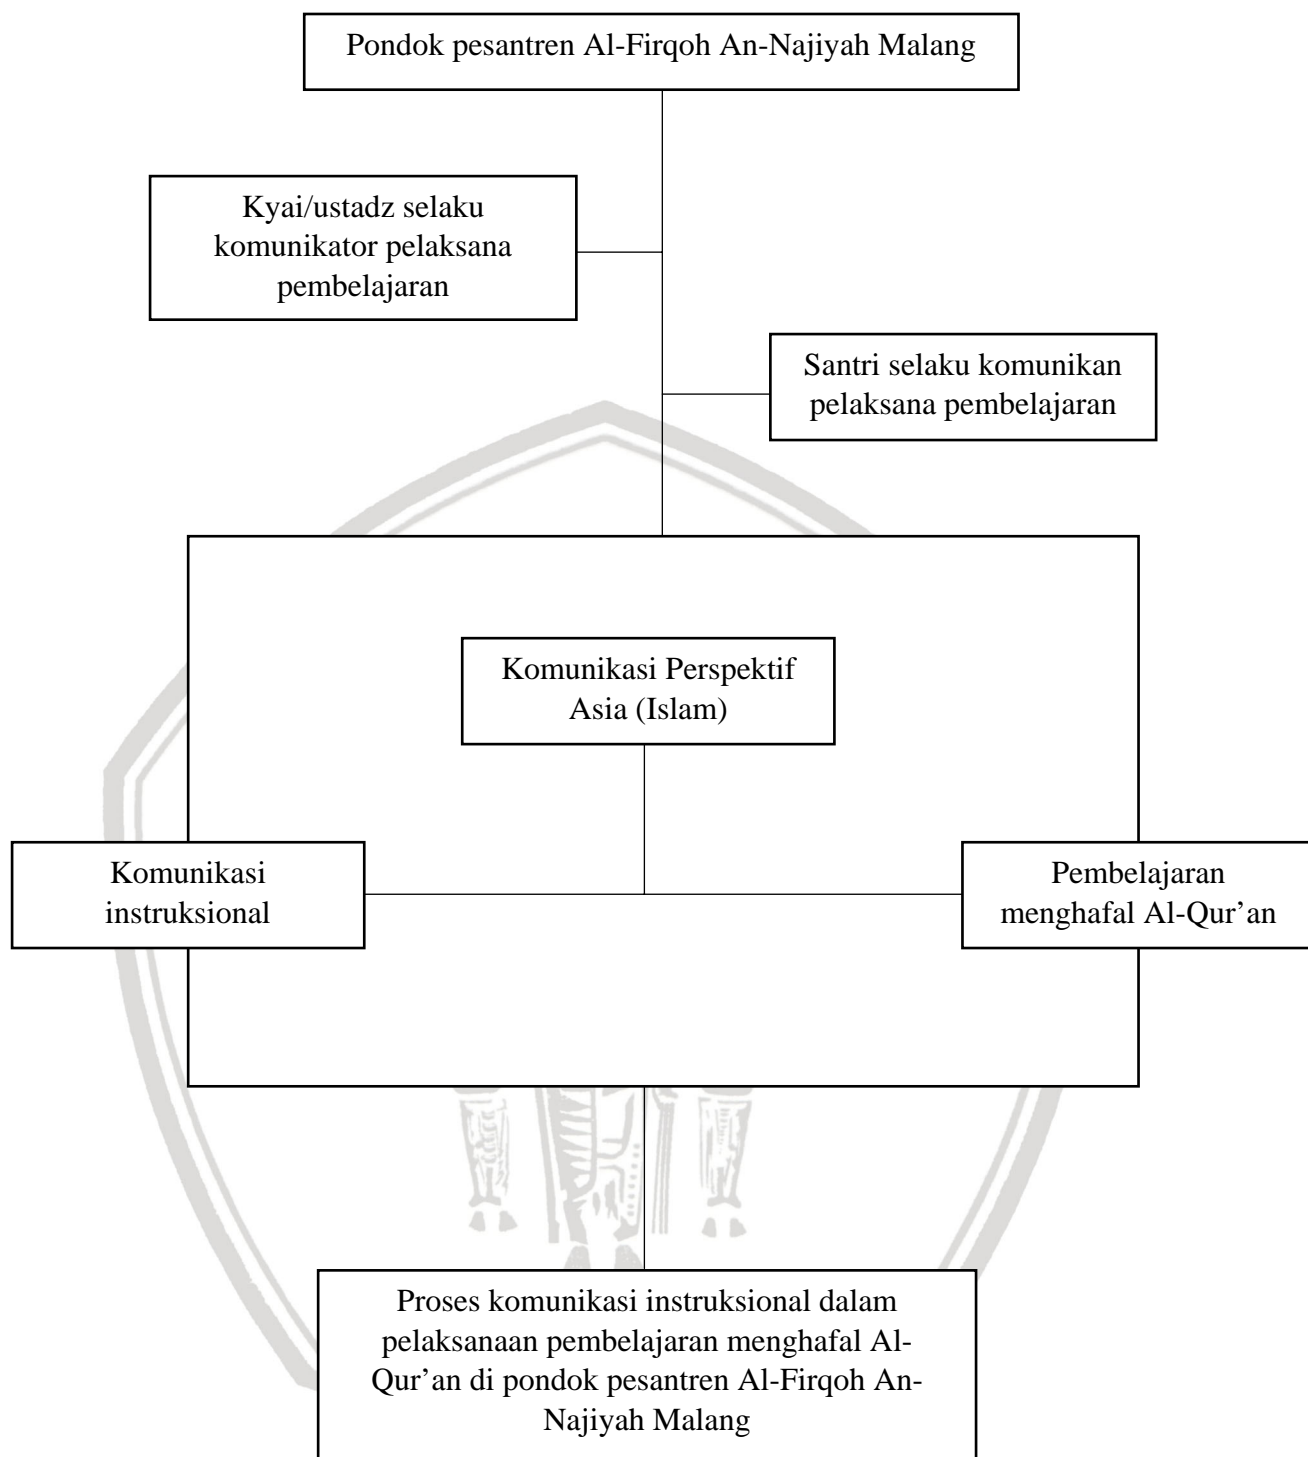 Pondok pesantren Al-Firqoh An-Najiyah Malang
Kyai/ustadz selaku
komunikator pelaksana
pembelajaran
Santri selaku komunikan
pelaksana pembelajaran
Komunikasi Perspektif
Asia (Islam)
Komunikasi
instruksional
Pembelajaran
menghafal Al-Qur’an
Proses komunikasi instruksional dalam
pelaksanaan pembelajaran menghafal Al-
Qur’an di pondok pesantren Al-Firqoh An-
Najiyah Malang